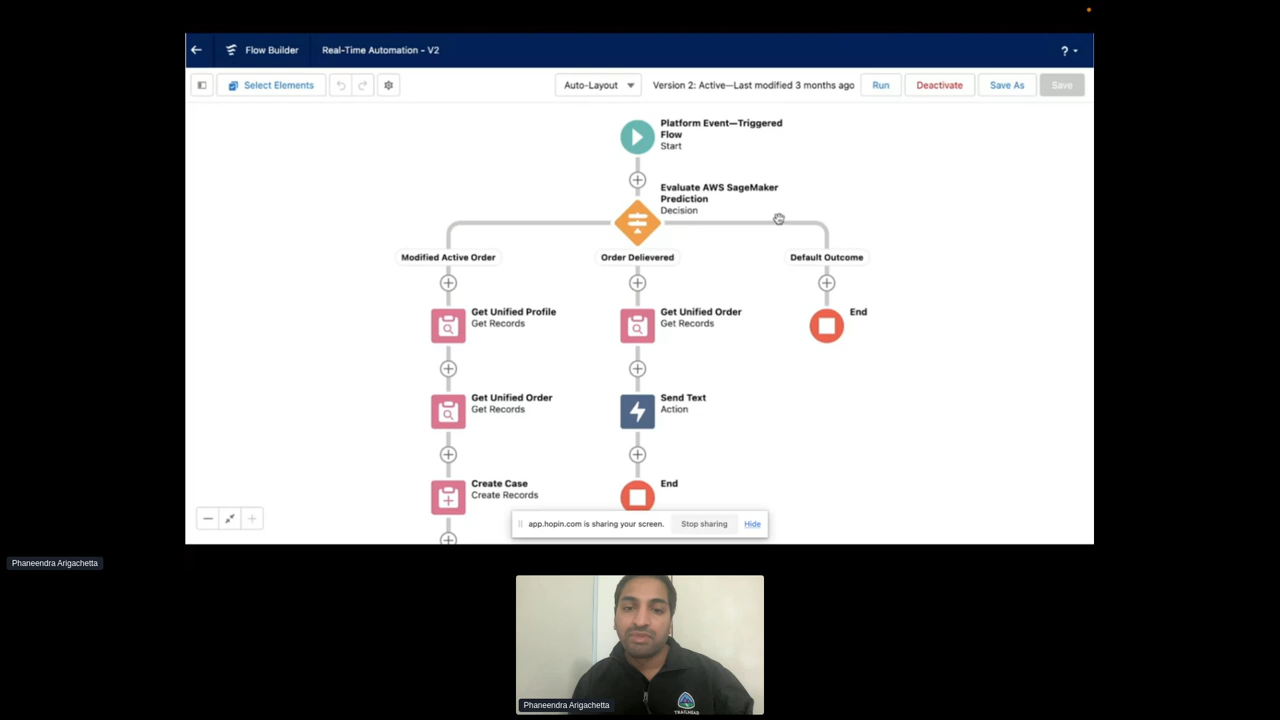 Flow Builder
Real-Time Automation - V2
?
Select Elements
Auto-Layout
Version 2: Active—Last modified 3 months ago
Run
Deactivate
Save As
Save
Platform Event—Triggered
Flow
Start
Evaluate AWS SageMaker
Prediction
Decision
Modified Active Order
Order Delievered
Default Outcome
Get Unified Profile
Get Records
Get Unified Order
Get Records
End
Get Unified Order
Get Records
Send Text
Action
Create Case
Create Records
End
app.hopin.com is sharing your screen.
Stop sharing
Hide
Phaneendra Arigachetta
Phaneendra Arigachetta
TRAILHEAD